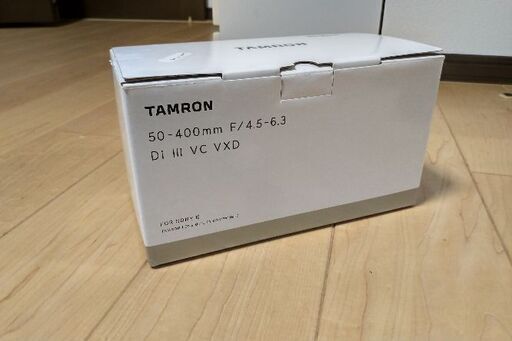 TAMRON
TAMRON
50-400mm F/4.5-6.3
Di III VC VXD
FOR SONY E